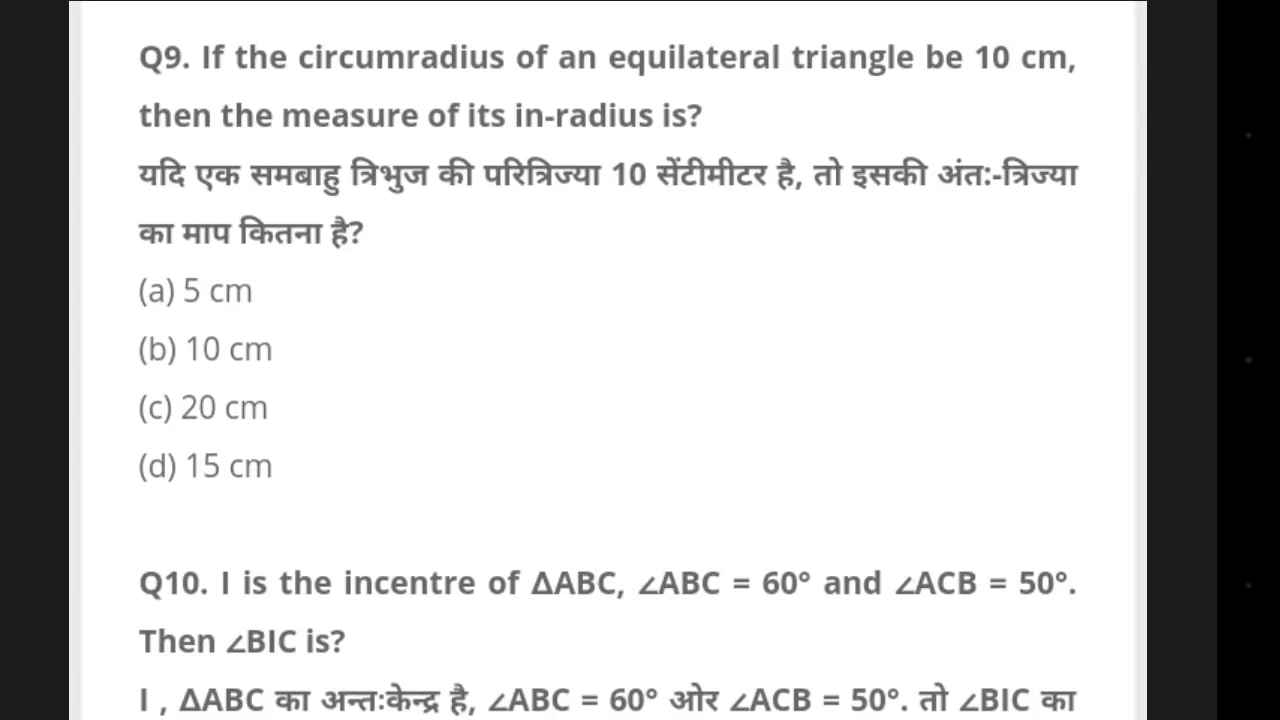 Q9. If the circumradius of an equilateral triangle be 10 cm,
then the measure of its in-radius is?
यदि एक समबाहु त्रिभुज की परित्रिज्या 10 सेंटीमीटर है, तो इसकी अंत:-त्रिज्या
का माप कितना है?
(a) 5 cm
(b) 10 cm
(c) 20 cm
(d) 15 cm
Q10. I is the incentre of ΔABC, ∠ABC = 60° and ∠ACB = 50°.
Then ∠BIC is?
I , ΔABC का अन्तःकेन्द्र है, ∠ABC = 60° ओर ∠ACB = 50°. तो ∠BIC का